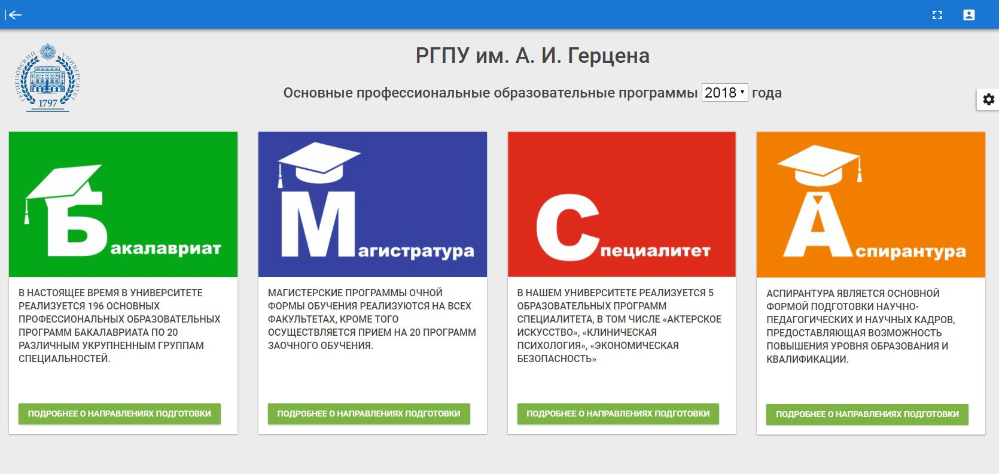 ГЕРЦЕНОВСКИЙ УНИВЕРСИТЕТ
1797
РГПУ им. А. И. Герцена
Основные профессиональные образовательные программы 2018 года
Бакалавриат
В НАСТОЯЩЕЕ ВРЕМЯ В УНИВЕРСИТЕТЕ
РЕАЛИЗУЕТСЯ 196 ОСНОВНЫХ
ПРОФЕССИОНАЛЬНЫХ ОБРАЗОВАТЕЛЬНЫХ
ПРОГРАММ БАКАЛАВРИАТА ПО 20
РАЗЛИЧНЫМ УКРУПНЕННЫМ ГРУППАМ
СПЕЦИАЛЬНОСТЕЙ.
ПОДРОБНЕЕ О НАПРАВЛЕНИЯХ ПОДГОТОВКИ
Магистратура
МАГИСТЕРСКИЕ ПРОГРАММЫ ОЧНОЙ
ФОРМЫ ОБУЧЕНИЯ РЕАЛИЗУЮТСЯ НА ВСЕХ
ФАКУЛЬТЕТАХ, КРОМЕ ТОГО
ОСУЩЕСТВЛЯЕТСЯ ПРИЕМ НА 20 ПРОГРАММ
ЗАОЧНОГО ОБУЧЕНИЯ.
ПОДРОБНЕЕ О НАПРАВЛЕНИЯХ ПОДГОТОВКИ
Специалитет
В НАШЕМ УНИВЕРСИТЕТЕ РЕАЛИЗУЕТСЯ 5
ОБРАЗОВАТЕЛЬНЫХ ПРОГРАММ
СПЕЦИАЛИТЕТА, В ТОМ ЧИСЛЕ «АКТЕРСКОЕ
ИСКУССТВО», «КЛИНИЧЕСКАЯ
ПСИХОЛОГИЯ», «ЭКОНОМИЧЕСКАЯ
БЕЗОПАСНОСТЬ»
ПОДРОБНЕЕ О НАПРАВЛЕНИЯХ ПОДГОТОВКИ
Аспирантура
АСПИРАНТУРА ЯВЛЯЕТСЯ ОСНОВНОЙ
ФОРМОЙ ПОДГОТОВКИ НАУЧНО-
ПЕДАГОГИЧЕСКИХ И НАУЧНЫХ КАДРОВ,
ПРЕДОСТАВЛЯЮЩАЯ ВОЗМОЖНОСТЬ
ПОВЫШЕНИЯ УРОВНЯ ОБРАЗОВАНИЯ И
КВАЛИФИКАЦИИ.
ПОДРОБНЕЕ О НАПРАВЛЕНИЯХ ПОДГОТОВКИ